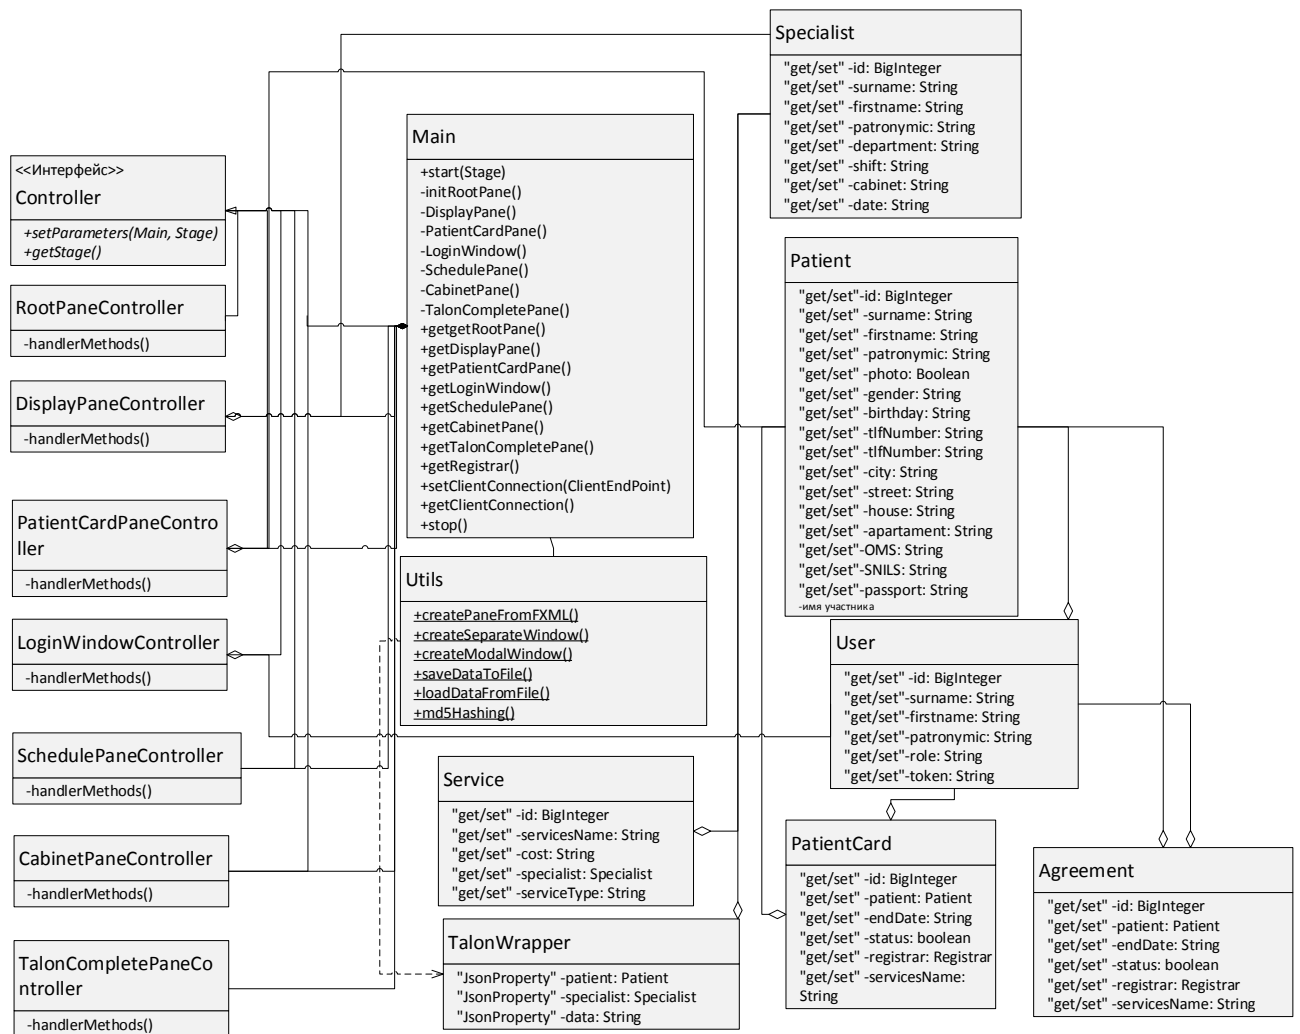 Specialist
"get/set" -id: BigInteger
"get/set" -surname: String
"get/set" -firstname: String
"get/set" -patronymic: String
"get/set" -department: String
"get/set" -shift: String
"get/set" -cabinet: String
"get/set" -date: String
Main
+start(Stage)
-initRootPane()
-DisplayPane()
-PatientCardPane()
-LoginWindow()
-SchedulePane()
-CabinetPane()
-TalonCompletePane()
+getgetRootPane()
+getDisplayPane()
+getPatientCardPane()
+getLoginWindow()
+getSchedulePane()
+getCabinetPane()
+getTalonCompletePane()
+getRegistrar()
+setClientConnection(ClientEndPoint)
+getClientConnection()
+stop()
<<Интерфейс>>
Controller
+setParameters(Main, Stage)
+getStage()
RootPaneController
-handlerMethods()
DisplayPaneController
-handlerMethods()
PatientCardPaneContro
ller
-handlerMethods()
LoginWindowController
-handlerMethods()
SchedulePaneController
-handlerMethods()
CabinetPaneController
-handlerMethods()
TalonCompletePaneCo
ntroller
-handlerMethods()
Patient
"get/set"-id: BigInteger
"get/set" -surname: String
"get/set" -firstname: String
"get/set" -patronymic: String
"get/set" -photo: Boolean
"get/set" -gender: String
"get/set" -birthday: String
"get/set" -tlfNumber: String
"get/set" -tlfNumber: String
"get/set" -city: String
"get/set" -street: String
"get/set" -house: String
"get/set" -apartament: String
"get/set"-OMS: String
"get/set"-SNILS: String
"get/set"-passport: String
-имя участника
Utils
+createPaneFromFXML()
+createSeparateWindow()
+createModalWindow()
+saveDataToFile()
+loadDataFromFile()
+md5Hashing()
User
"get/set" -id: BigInteger
"get/set"-surname: String
"get/set"-firstname: String
"get/set"-patronymic: String
"get/set"-role: String
"get/set"-token: String
Service
"get/set" -id: BigInteger
"get/set" -servicesName: String
"get/set" -cost: String
"get/set" -specialist: Specialist
"get/set" -serviceType: String
PatientCard
"get/set" -id: BigInteger
"get/set" -patient: Patient
"get/set" -endDate: String
"get/set" -status: boolean
"get/set" -registrar: Registrar
"get/set" -servicesName:
String
Agreement
"get/set" -id: BigInteger
"get/set" -patient: Patient
"get/set" -endDate: String
"get/set" -status: boolean
"get/set" -registrar: Registrar
"get/set" -servicesName: String
TalonWrapper
"JsonProperty" -patient: Patient
"JsonProperty" -specialist: Specialist
"JsonProperty" -data: String